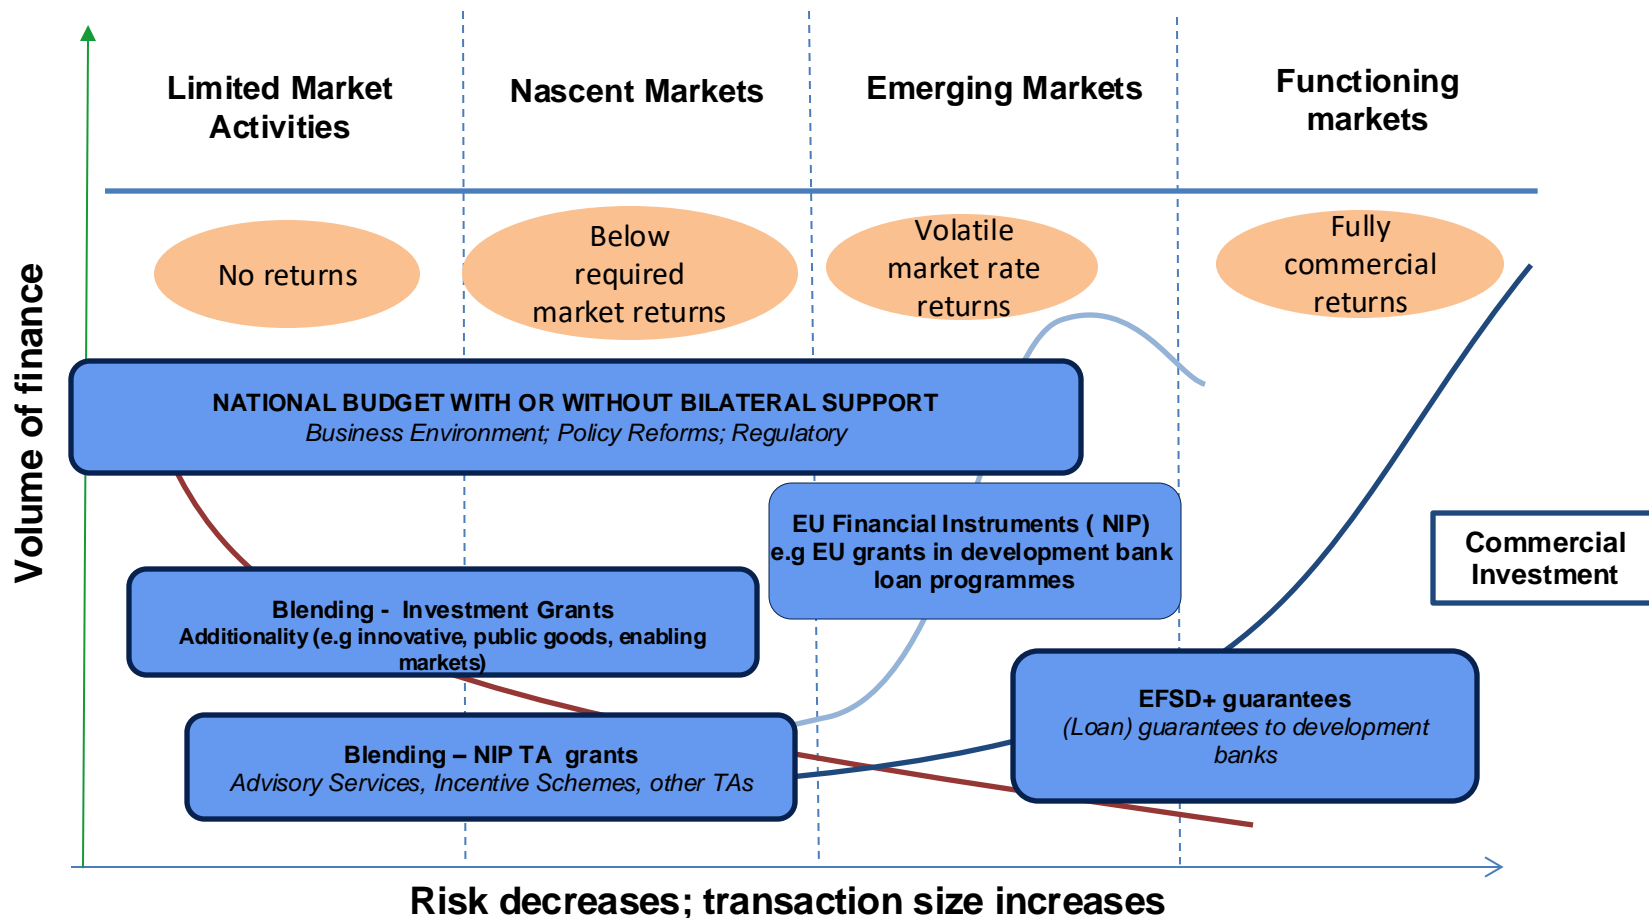 Limited Market
Activities
Nascent Markets
Emerging Markets
Functioning
markets
No returns
Below
required
market returns
Volatile
market rate
returns
Fully
commercial
returns
Volume of finance
NATIONAL BUDGET WITH OR WITHOUT BILATERAL SUPPORT
Business Environment; Policy Reforms; Regulatory
EU Financial Instruments ( NIP)
e.g EU grants in development bank
loan programmes
Commercial
Investment
Blending -  Investment Grants
Additionality (e.g innovative, public goods, enabling
markets)
EFSD+ guarantees
(Loan) guarantees to development
banks
Blending – NIP TA  grants
Advisory Services, Incentive Schemes, other TAs
Risk decreases; transaction size increases